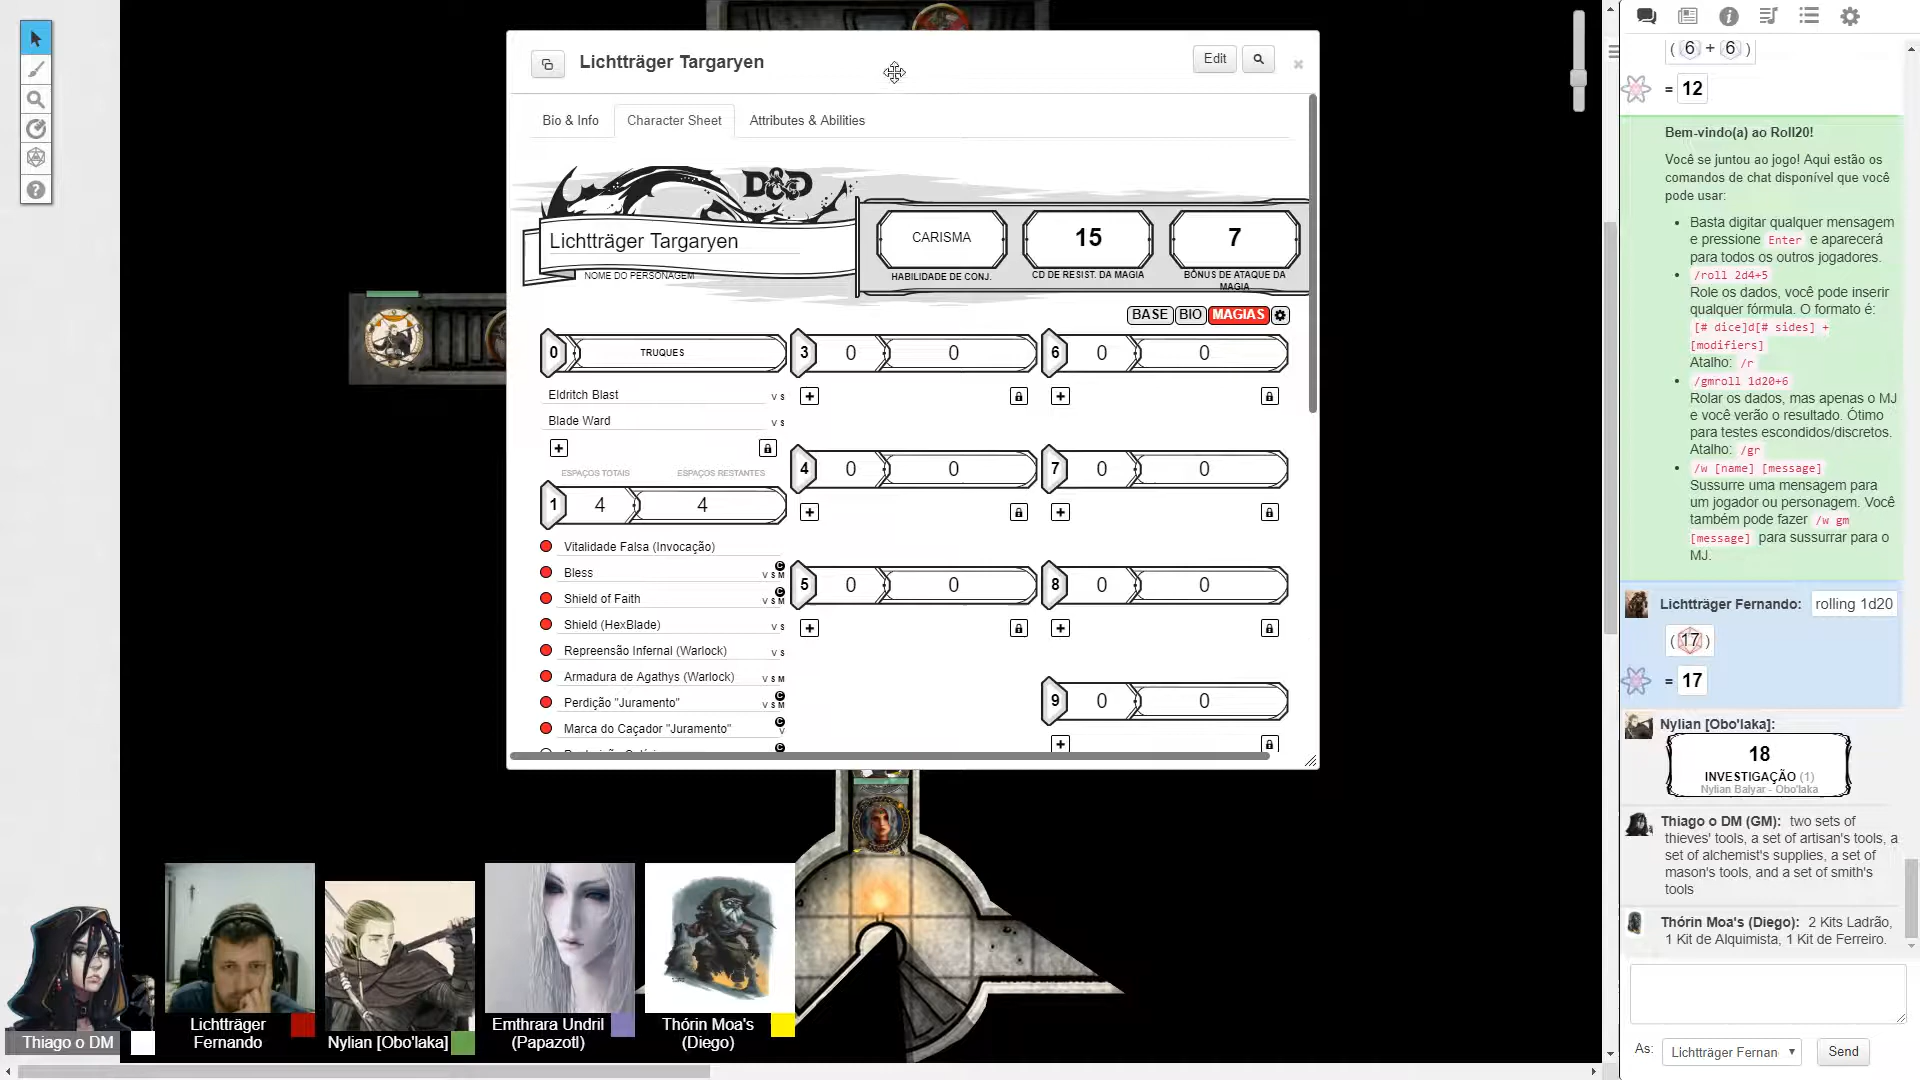 Lichtträger Targaryen
Edit
Bio & Info
Character Sheet
Attributes & Abilities
D&D
Lichtträger Targaryen
NOME DO PERSONAGEM
CARISMA
HABILIDADE DE CONJ.
15
CD DE RESIST. DA MAGIA
7
BÔNUS DE ATAQUE DA
MAGIA
BASE
BIO
MAGIAS
0
TRUQUES
Eldritch Blast
V S
Blade Ward
V S
ESPAÇOS TOTAIS
ESPAÇOS RESTANTES
1
4
4
Vitalidade Falsa (Invocação)
Bless
C
V S M
Shield of Faith
C
V S M
Shield (HexBlade)
V S
Repreensão Infernal (Warlock)
V S
Armadura de Agathys (Warlock)
V S M
Perdição "Juramento"
C
V S M
Marca do Caçador "Juramento"
C
V
C
3
0
0
4
0
0
5
0
0
6
0
0
7
0
0
8
0
0
9
0
0
Thiago o DM
Lichtträger
Fernando
Nylian [Obo'laka]
Emthrara Undril
(Papazotl)
Thórin Moa's
(Diego)
(6 + 6)
= 12
Bem-vindo(a) ao Roll20!
Você se juntou ao jogo! Aqui estão os
comandos de chat disponível que você
pode usar:
• Basta digitar qualquer mensagem
e pressione Enter e aparecerá
para todos os outros jogadores.
• /roll 2d4+5
Role os dados, você pode inserir
qualquer fórmula. O formato é:
[# dice]d[# sides] +
[modifiers]
Atalho: /r
• /gmroll 1d20+6
Rolar os dados, mas apenas o MJ
e você verão o resultado. Ótimo
para testes escondidos/discretos.
Atalho: /gr
• /w [name] [message]
Sussurre uma mensagem para
um jogador ou personagem. Você
também pode fazer /w gm
[message] para sussurrar para o
MJ.
Lichtträger Fernando: rolling 1d20
(17)
= 17
Nylian [Obo'laka]:
18
INVESTIGAÇÃO (1)
Nylian Balyar - Obo'laka
Thiago o DM (GM): two sets of
thieves' tools, a set of artisan's tools, a
set of alchemist's supplies, a set of
mason's tools, and a set of smith's
tools
Thórin Moa's (Diego): 2 Kits Ladrão,
1 Kit de Alquimista, 1 Kit de Ferreiro.
As:
Lichtträger Fernan
Send